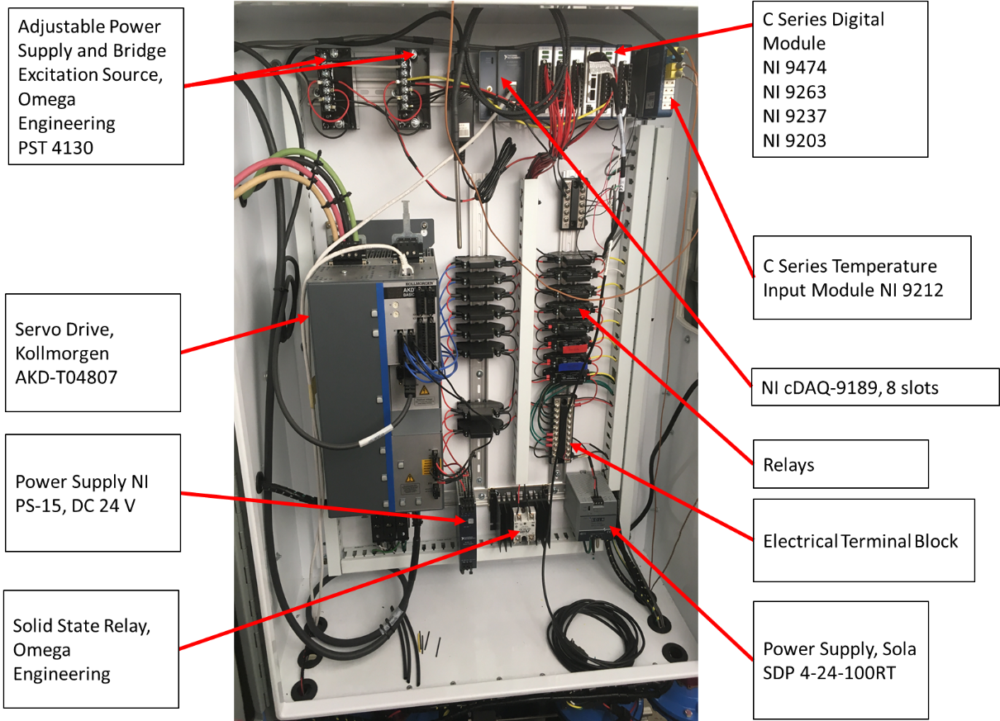 Adjustable Power
Supply and Bridge
Excitation Source,
Omega
Engineering
PST 4130
C Series Digital
Module
NI 9474
NI 9263
NI 9237
NI 9203
C Series Temperature
Input Module NI 9212
Servo Drive,
Kollmorgen
AKD-T04807
KOLLMORGEN
AKD
BASIC
NI cDAQ-9189, 8 slots
Relays
Power Supply NI
PS-15, DC 24 V
Electrical Terminal Block
Solid State Relay,
Omega
Engineering
Power Supply, Sola
SDP 4-24-100RT